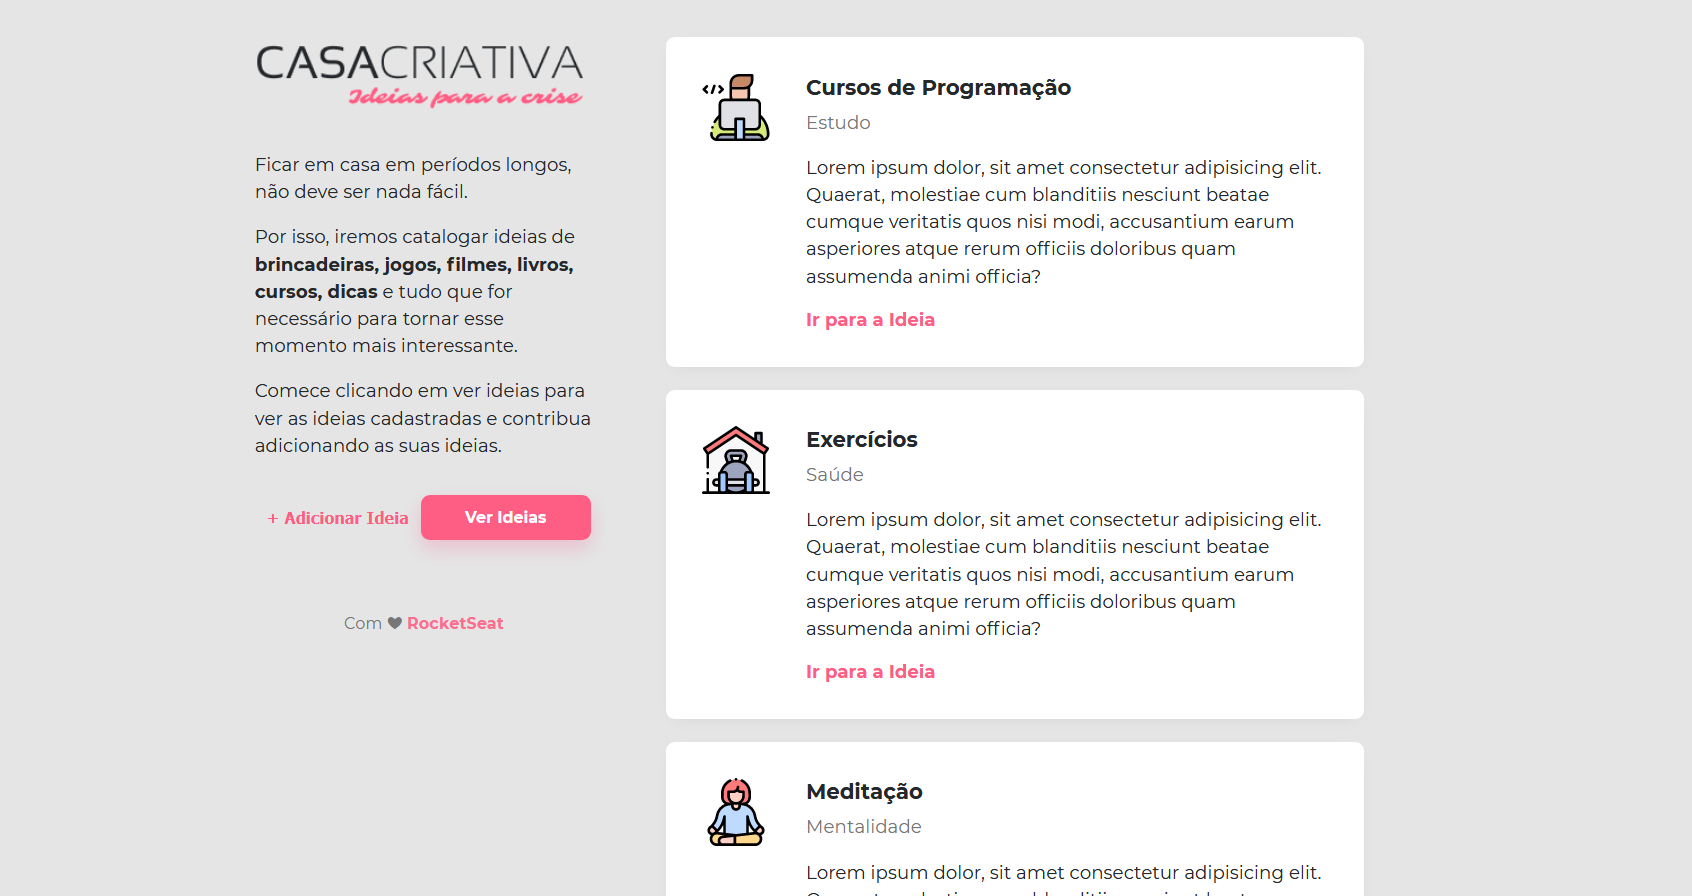 CASACRIATIVA
Ideias para a crise
Ficar em casa em períodos longos,
não deve ser nada fácil.
Por isso, iremos catalogar ideias de
brincadeiras, jogos, filmes, livros,
cursos, dicas e tudo que for
necessário para tornar esse
momento mais interessante.
Comece clicando em ver ideias para
ver as ideias cadastradas e contribua
adicionando as suas ideias.
+ Adicionar Ideia
Ver Ideias
Com ♥ RocketSeat
</>
Cursos de Programação
Estudo
Lorem ipsum dolor, sit amet consectetur adipisicing elit.
Quaerat, molestiae cum blanditiis nesciunt beatae
cumque veritatis quos nisi modi, accusantium earum
asperiores atque rerum officiis doloribus quam
assumenda animi officia?
Ir para a Ideia
Exercícios
Saúde
Lorem ipsum dolor, sit amet consectetur adipisicing elit.
Quaerat, molestiae cum blanditiis nesciunt beatae
cumque veritatis quos nisi modi, accusantium earum
asperiores atque rerum officiis doloribus quam
assumenda animi officia?
Ir para a Ideia
Meditação
Mentalidade
Lorem ipsum dolor, sit amet consectetur adipisicing elit.